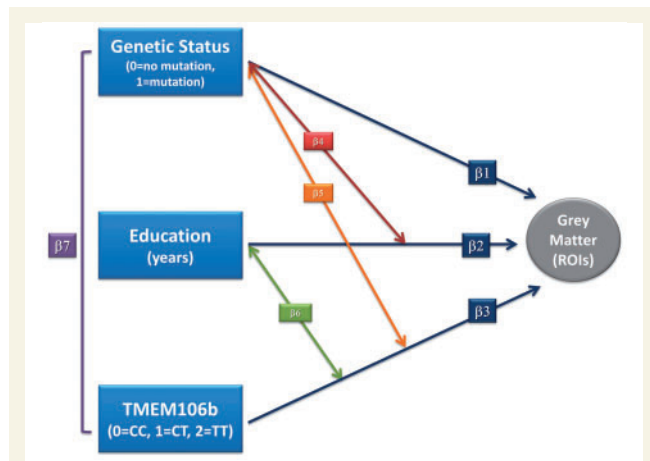 Genetic Status
(0=no mutation,
1=mutation)
β4
β5
β1
Grey
Matter
(ROIs)
β7
Education
(years)
β2
β6
β3
TMEM106b
(0=CC, 1=CT, 2=TT)